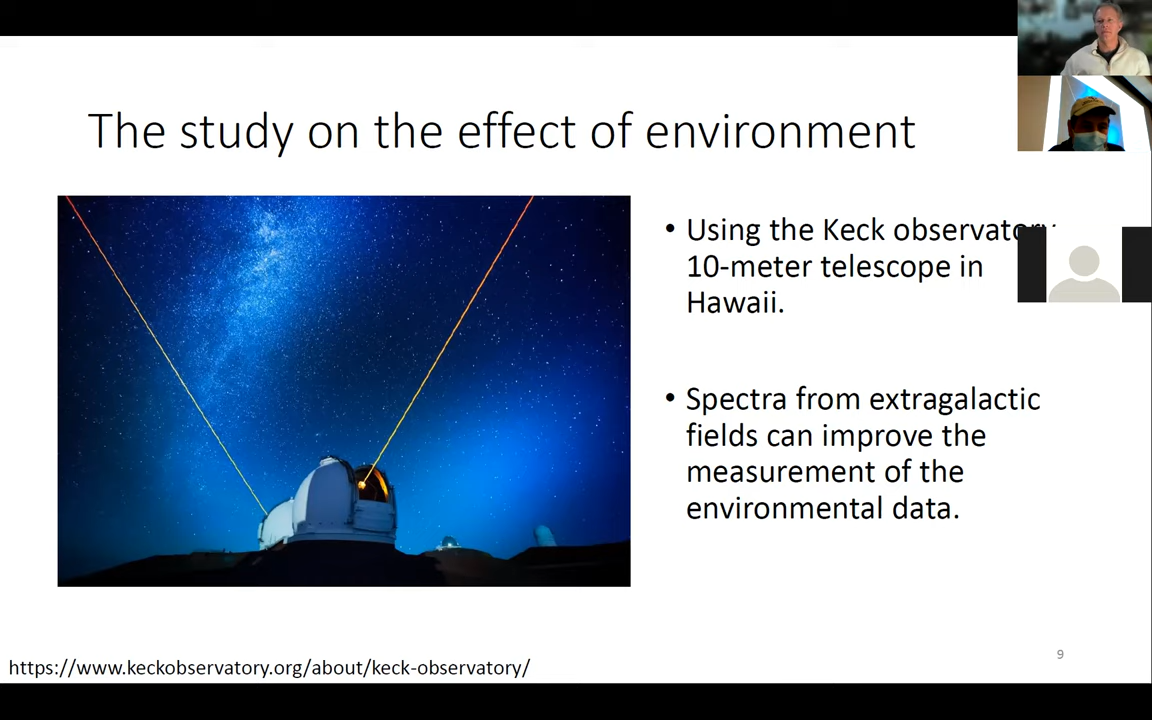 The study on the effect of environment
• Using the Keck observatory
10-meter telescope in
Hawaii.
• Spectra from extragalactic
fields can improve the
measurement of the
environmental data.
9
https://www.keckobservatory.org/about/keck-observatory/